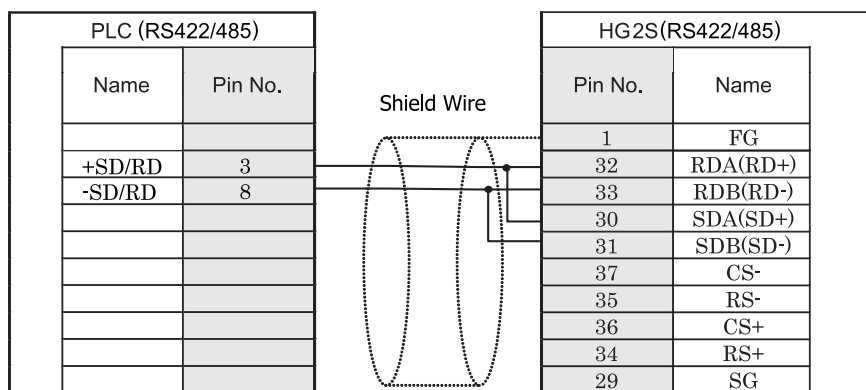 PLC (RS422/485) HG2S(RS422/485)
Name Pin No. Shield Wire Pin No. Name
1 FG
+SD/RD 3 32 RDA(RD+)
-SD/RD 8 33 RDB(RD-)
30 SDA(SD+)
31 SDB(SD-)
37 CS-
35 RS-
36 CS+
34 RS+
29 SG